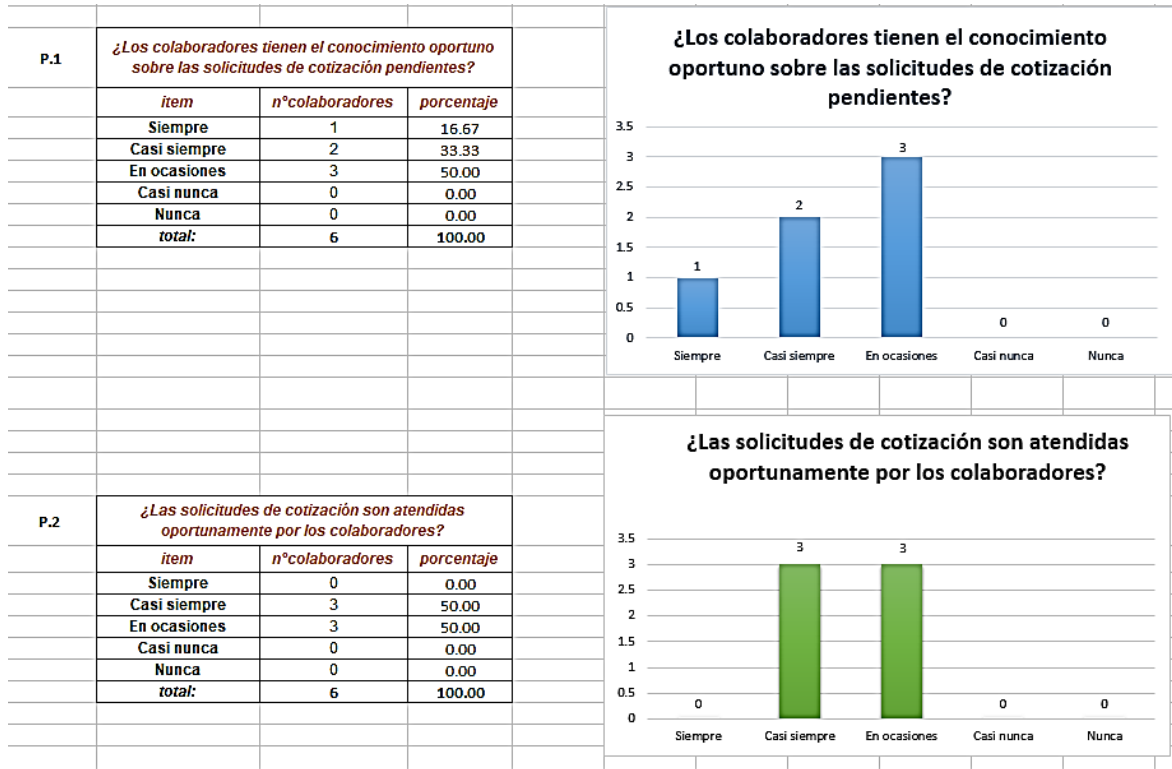 P.1
¿Los colaboradores tienen el conocimiento oportuno
sobre las solicitudes de cotización pendientes?
item nºcolaboradores porcentaje
Siempre 1 16.67
Casi siempre 2 33.33
En ocasiones 3 50.00
Casi nunca 0 0.00
Nunca 0 0.00
total: 6 100.00
¿Los colaboradores tienen el conocimiento
oportuno sobre las solicitudes de cotización
pendientes?
3.5
3
2.5
2
1.5
1
0.5
0
1
2
3
0
0
Siempre Casi siempre En ocasiones Casi nunca Nunca
P.2
¿Las solicitudes de cotización son atendidas
oportunamente por los colaboradores?
item nºcolaboradores porcentaje
Siempre 0 0.00
Casi siempre 3 50.00
En ocasiones 3 50.00
Casi nunca 0 0.00
Nunca 0 0.00
total: 6 100.00
¿Las solicitudes de cotización son atendidas
oportunamente por los colaboradores?
3.5
3
2.5
2
1.5
1
0.5
0
0
3
3
0
0
Siempre Casi siempre En ocasiones Casi nunca Nunca